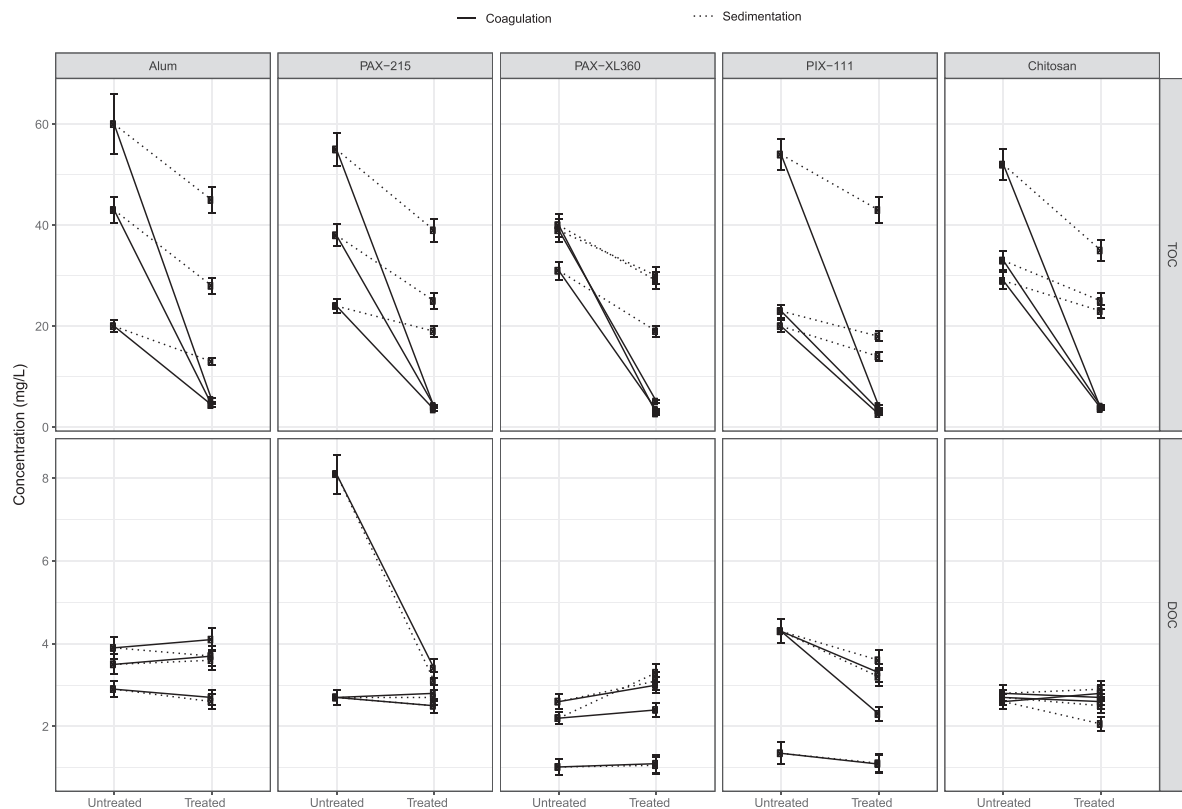 Coagulation Sedimentation
Alum PAX−215 PAX−XL360 PIX−111 Chitosan
60
40
20
0
TOC
Concentration (mg/L)
8
6
4
2
DOC
Untreated Treated Untreated Treated Untreated Treated Untreated Treated Untreated Treated